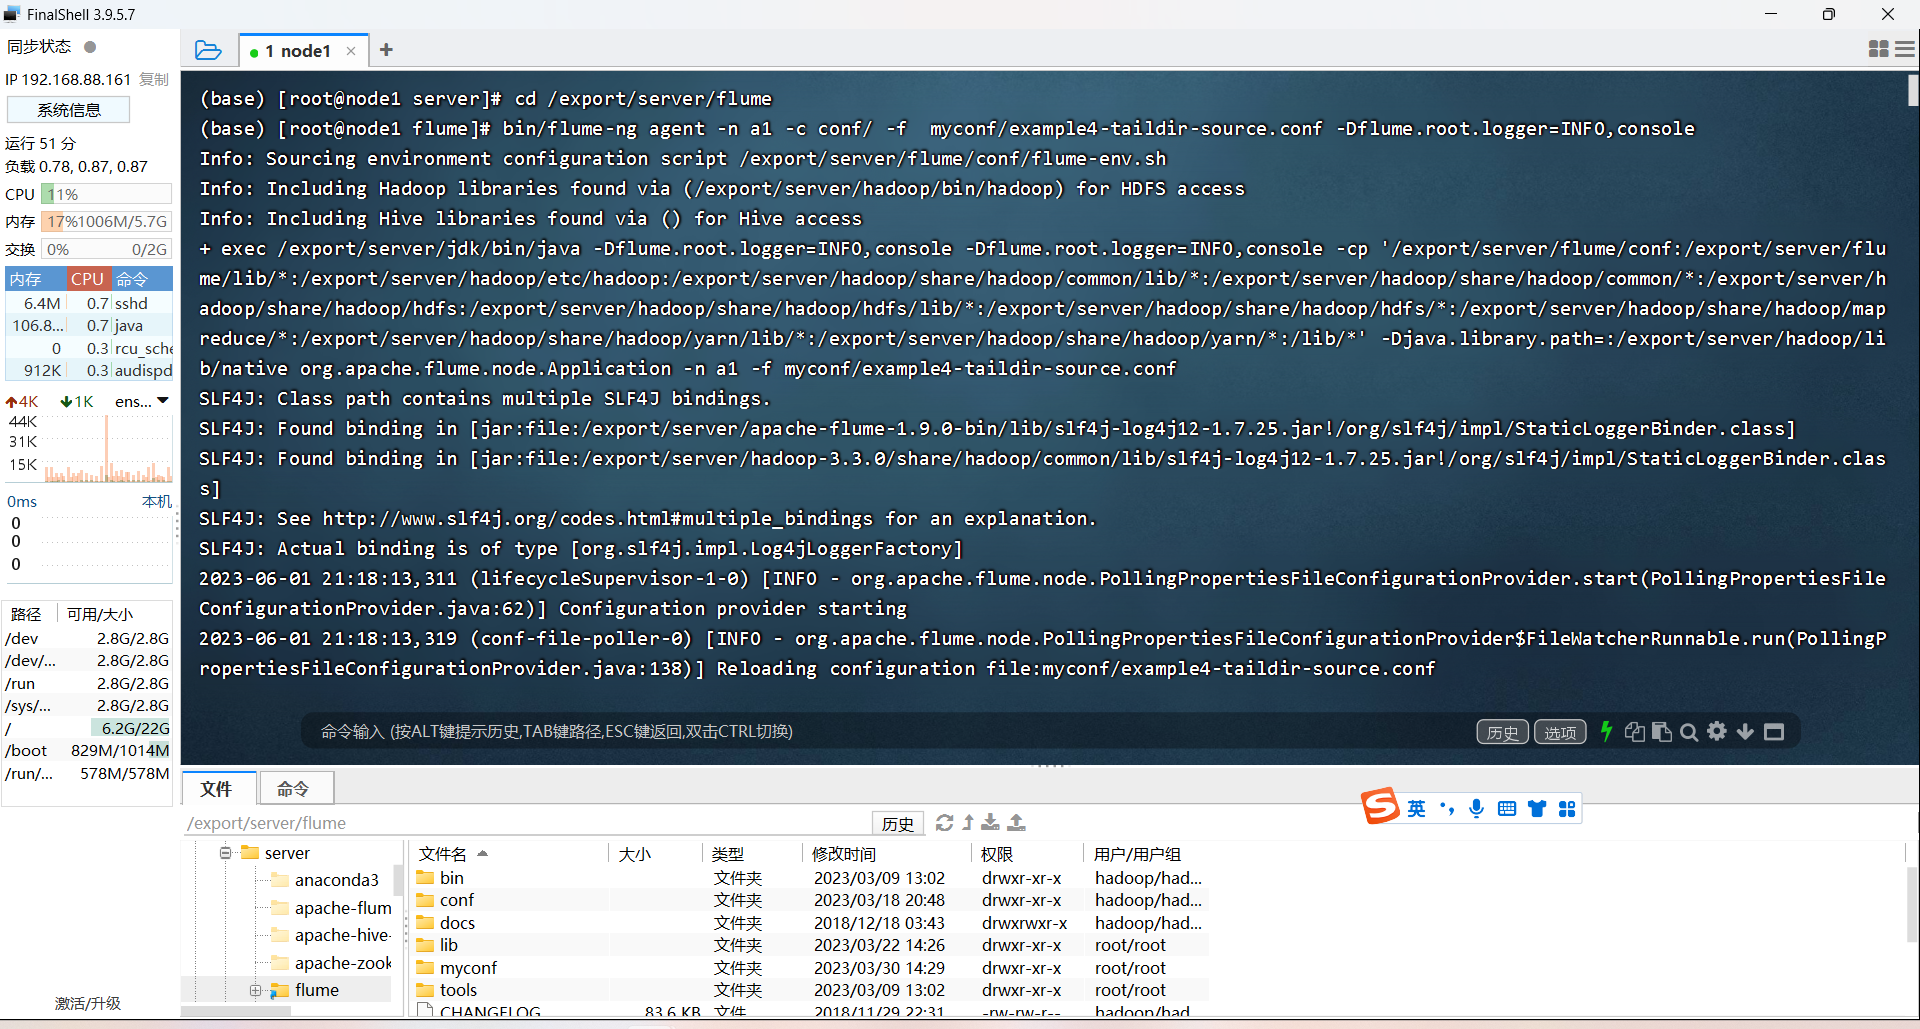 FinalShell 3.9.5.7
同步状态
IP 192.168.88.161 复制
系统信息
运行 51 分
负载 0.78, 0.87, 0.87
CPU 11%
内存 17% 1006M/5.7G
交换 0% 0/2G
内存 CPU 命令
6.4M 0.7 sshd
106.8... 0.7 java
0 0.3 rcu_sche
912K 0.3 audispd
4K 1K ens...
44K
31K
15K
0ms 本机
0
0
0
路径 可用/大小
/dev 2.8G/2.8G
/dev/... 2.8G/2.8G
/run 2.8G/2.8G
/sys/... 2.8G/2.8G
/ 6.2G/22G
/boot 829M/1014M
/run/... 578M/578M
激活/升级
1 node1
(base) [root@node1 server]# cd /export/server/flume
(base) [root@node1 flume]# bin/flume-ng agent -n a1 -c conf/ -f  myconf/example4-taildir-source.conf -Dflume.root.logger=INFO,console
Info: Sourcing environment configuration script /export/server/flume/conf/flume-env.sh
Info: Including Hadoop libraries found via (/export/server/hadoop/bin/hadoop) for HDFS access
Info: Including Hive libraries found via () for Hive access
+ exec /export/server/jdk/bin/java -Dflume.root.logger=INFO,console -Dflume.root.logger=INFO,console -cp '/export/server/flume/conf:/export/server/flu
me/lib/*:/export/server/hadoop/etc/hadoop:/export/server/hadoop/share/hadoop/common/lib/*:/export/server/hadoop/share/hadoop/common/*:/export/server/h
adoop/share/hadoop/hdfs:/export/server/hadoop/share/hadoop/hdfs/lib/*:/export/server/hadoop/share/hadoop/hdfs/*:/export/server/hadoop/share/hadoop/map
reduce/*:/export/server/hadoop/share/hadoop/yarn/lib/*:/export/server/hadoop/share/hadoop/yarn/*:/lib/*' -Djava.library.path=:/export/server/hadoop/li
b/native org.apache.flume.node.Application -n a1 -f myconf/example4-taildir-source.conf
SLF4J: Class path contains multiple SLF4J bindings.
SLF4J: Found binding in [jar:file:/export/server/apache-flume-1.9.0-bin/lib/slf4j-log4j12-1.7.25.jar!/org/slf4j/impl/StaticLoggerBinder.class]
SLF4J: Found binding in [jar:file:/export/server/hadoop-3.3.0/share/hadoop/common/lib/slf4j-log4j12-1.7.25.jar!/org/slf4j/impl/StaticLoggerBinder.clas
s]
SLF4J: See http://www.slf4j.org/codes.html#multiple_bindings for an explanation.
SLF4J: Actual binding is of type [org.slf4j.impl.Log4jLoggerFactory]
2023-06-01 21:18:13,311 (lifecycleSupervisor-1-0) [INFO - org.apache.flume.node.PollingPropertiesFileConfigurationProvider.start(PollingPropertiesFile
ConfigurationProvider.java:62)] Configuration provider starting
2023-06-01 21:18:13,319 (conf-file-poller-0) [INFO - org.apache.flume.node.PollingPropertiesFileConfigurationProvider$FileWatcherRunnable.run(PollingP
ropertiesFileConfigurationProvider.java:138)] Reloading configuration file:myconf/example4-taildir-source.conf
命令输入 (按ALT键提示历史,TAB键路径,ESC键返回,双击CTRL切换) 历史 选项
文件 命令
英
/export/server/flume 历史
server
anaconda3
apache-flum
apache-hive-
apache-zook
flume
文件名 大小 类型 修改时间 权限 用户/用户组
bin 文件夹 2023/03/09 13:02 drwxr-xr-x hadoop/had...
conf 文件夹 2023/03/18 20:48 drwxr-xr-x hadoop/had...
docs 文件夹 2018/12/18 03:43 drwxrwxr-x hadoop/had...
lib 文件夹 2023/03/22 14:26 drwxr-xr-x root/root
myconf 文件夹 2023/03/30 14:29 drwxr-xr-x root/root
tools 文件夹 2023/03/09 13:02 drwxr-xr-x root/root
CHANGELOG 83.6 KB 文件 2018/11/29 22:31 -rw-rw-r-- hadoop/had